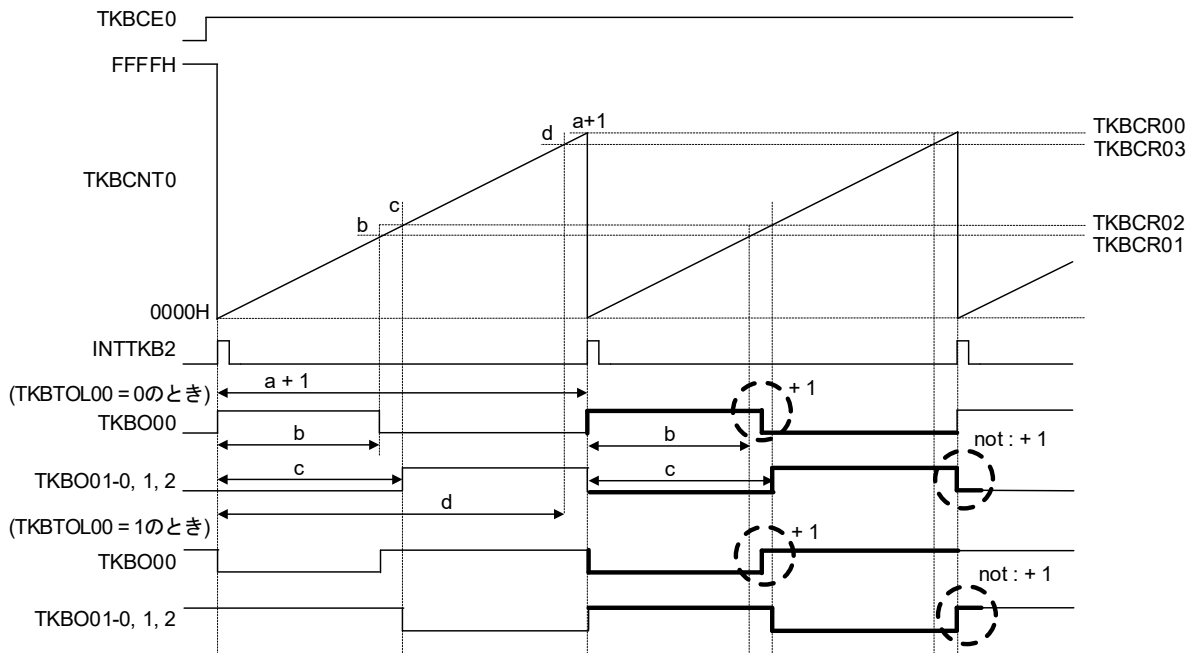 TKBCE0
FFFFH
a+1
TKBCR00
d
TKBCR03
TKBCNT0
c
b
TKBCR02
TKBCR01
0000H
INTTKB2
a + 1
(TKBTOL00 = 0のとき)
+ 1
TKBO00
b
b
not : + 1
c
c
TKBO01-0, 1, 2
d
(TKBTOL00 = 1のとき)
+ 1
TKBO00
not : + 1
TKBO01-0, 1, 2